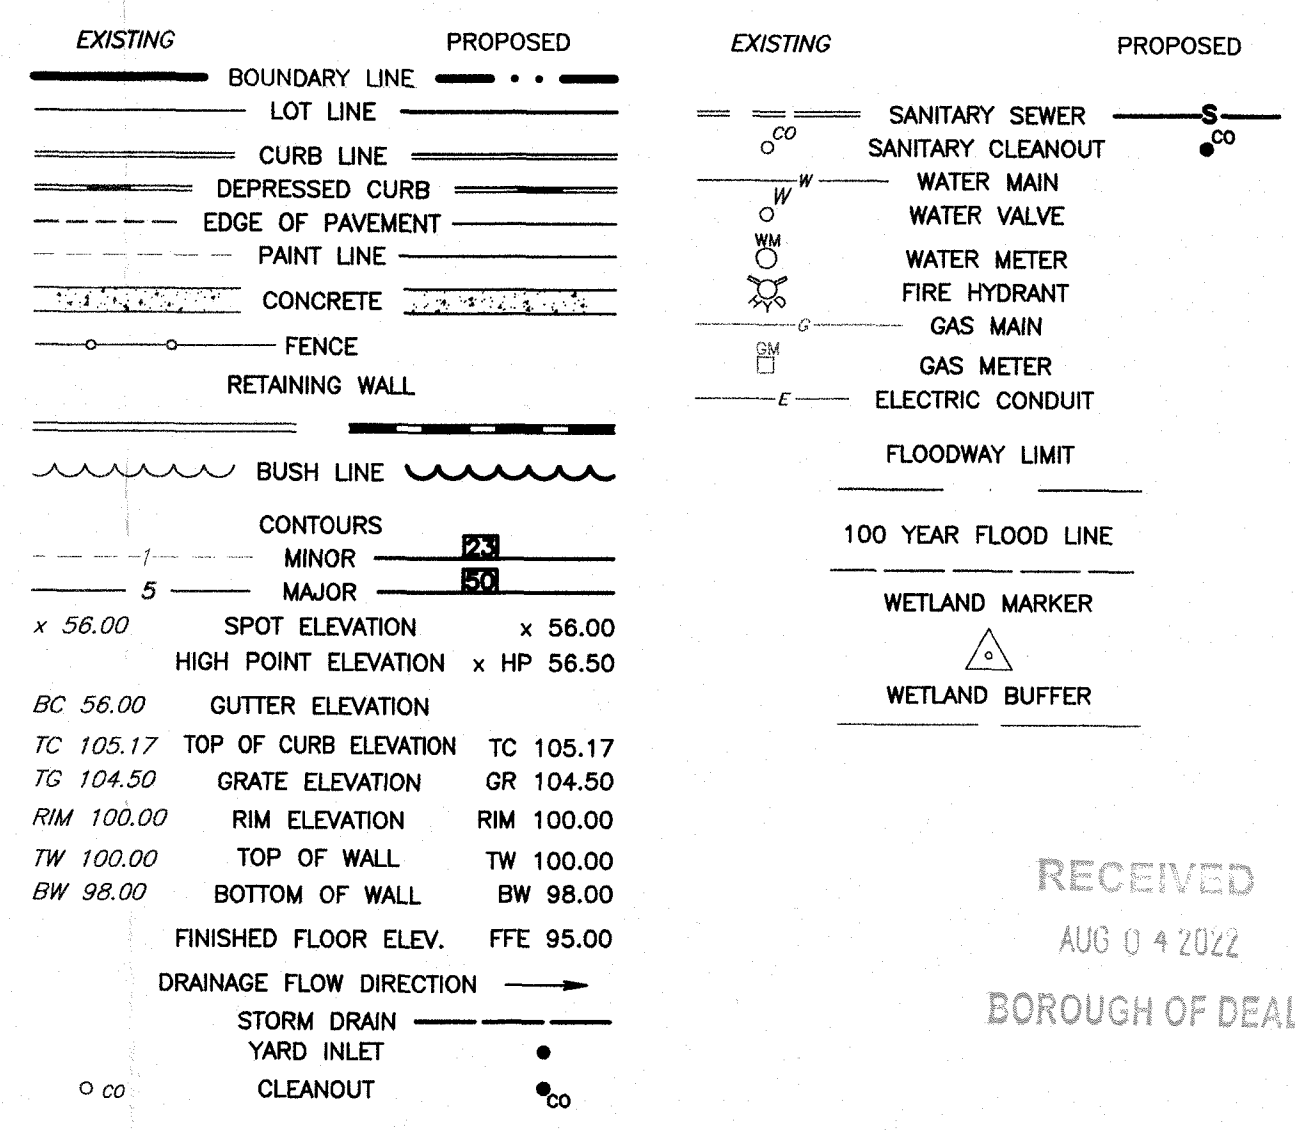 EXISTING PROPOSED
BOUNDARY LINE
LOT LINE
CURB LINE
DEPRESSED CURB
EDGE OF PAVEMENT
PAINT LINE
CONCRETE
FENCE
RETAINING WALL
BUSH LINE
CONTOURS
1 MINOR 23
5 MAJOR 50
x 56.00 SPOT ELEVATION x 56.00
HIGH POINT ELEVATION x HP 56.50
BC 56.00 GUTTER ELEVATION
TC 105.17 TOP OF CURB ELEVATION TC 105.17
TG 104.50 GRATE ELEVATION GR 104.50
RIM 100.00 RIM ELEVATION RIM 100.00
TW 100.00 TOP OF WALL TW 100.00
BW 98.00 BOTTOM OF WALL BW 98.00
FINISHED FLOOR ELEV. FFE 95.00
DRAINAGE FLOW DIRECTION
STORM DRAIN
YARD INLET
CO CLEANOUT CO
EXISTING PROPOSED
SANITARY SEWER S
CO SANITARY CLEANOUT CO
W WATER MAIN
W WATER VALVE
WM
WATER METER
FIRE HYDRANT
HYD
G GAS MAIN
GM
GAS METER
E ELECTRIC CONDUIT
FLOODWAY LIMIT
100 YEAR FLOOD LINE
WETLAND MARKER
WETLAND BUFFER
RECEIVED
AUG 04 2022
BOROUGH OF DEAL